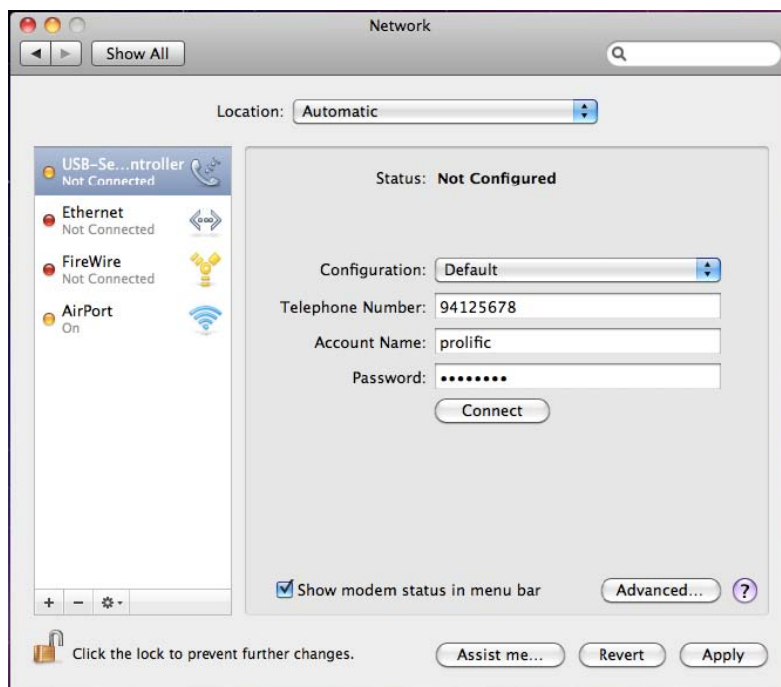 Network
Show All
Location: Automatic
USB-Se...ntroller
Not Connected
Ethernet
Not Connected
FireWire
Not Connected
AirPort
On
Status: Not Configured
Configuration: Default
Telephone Number: 94125678
Account Name: prolific
Password: ••••••••
Connect
Show modem status in menu bar
Advanced...
?
+ −
Click the lock to prevent further changes.
Assist me...
Revert
Apply